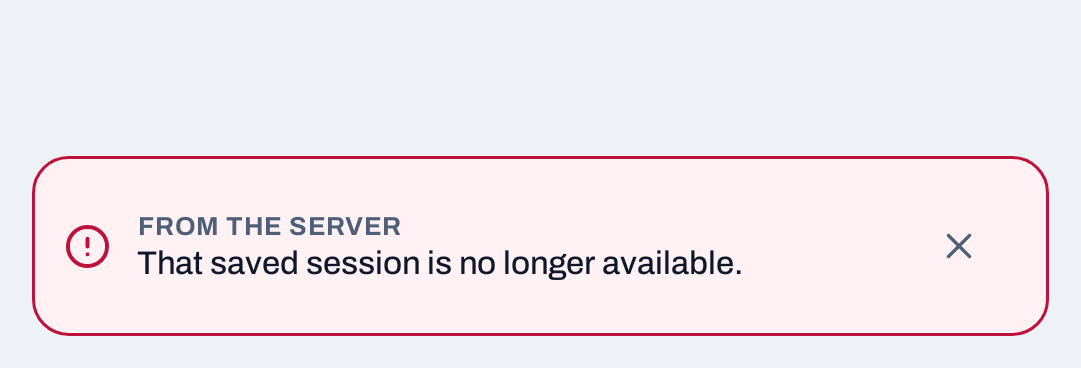 FROM THE SERVER
That saved session is no longer available.